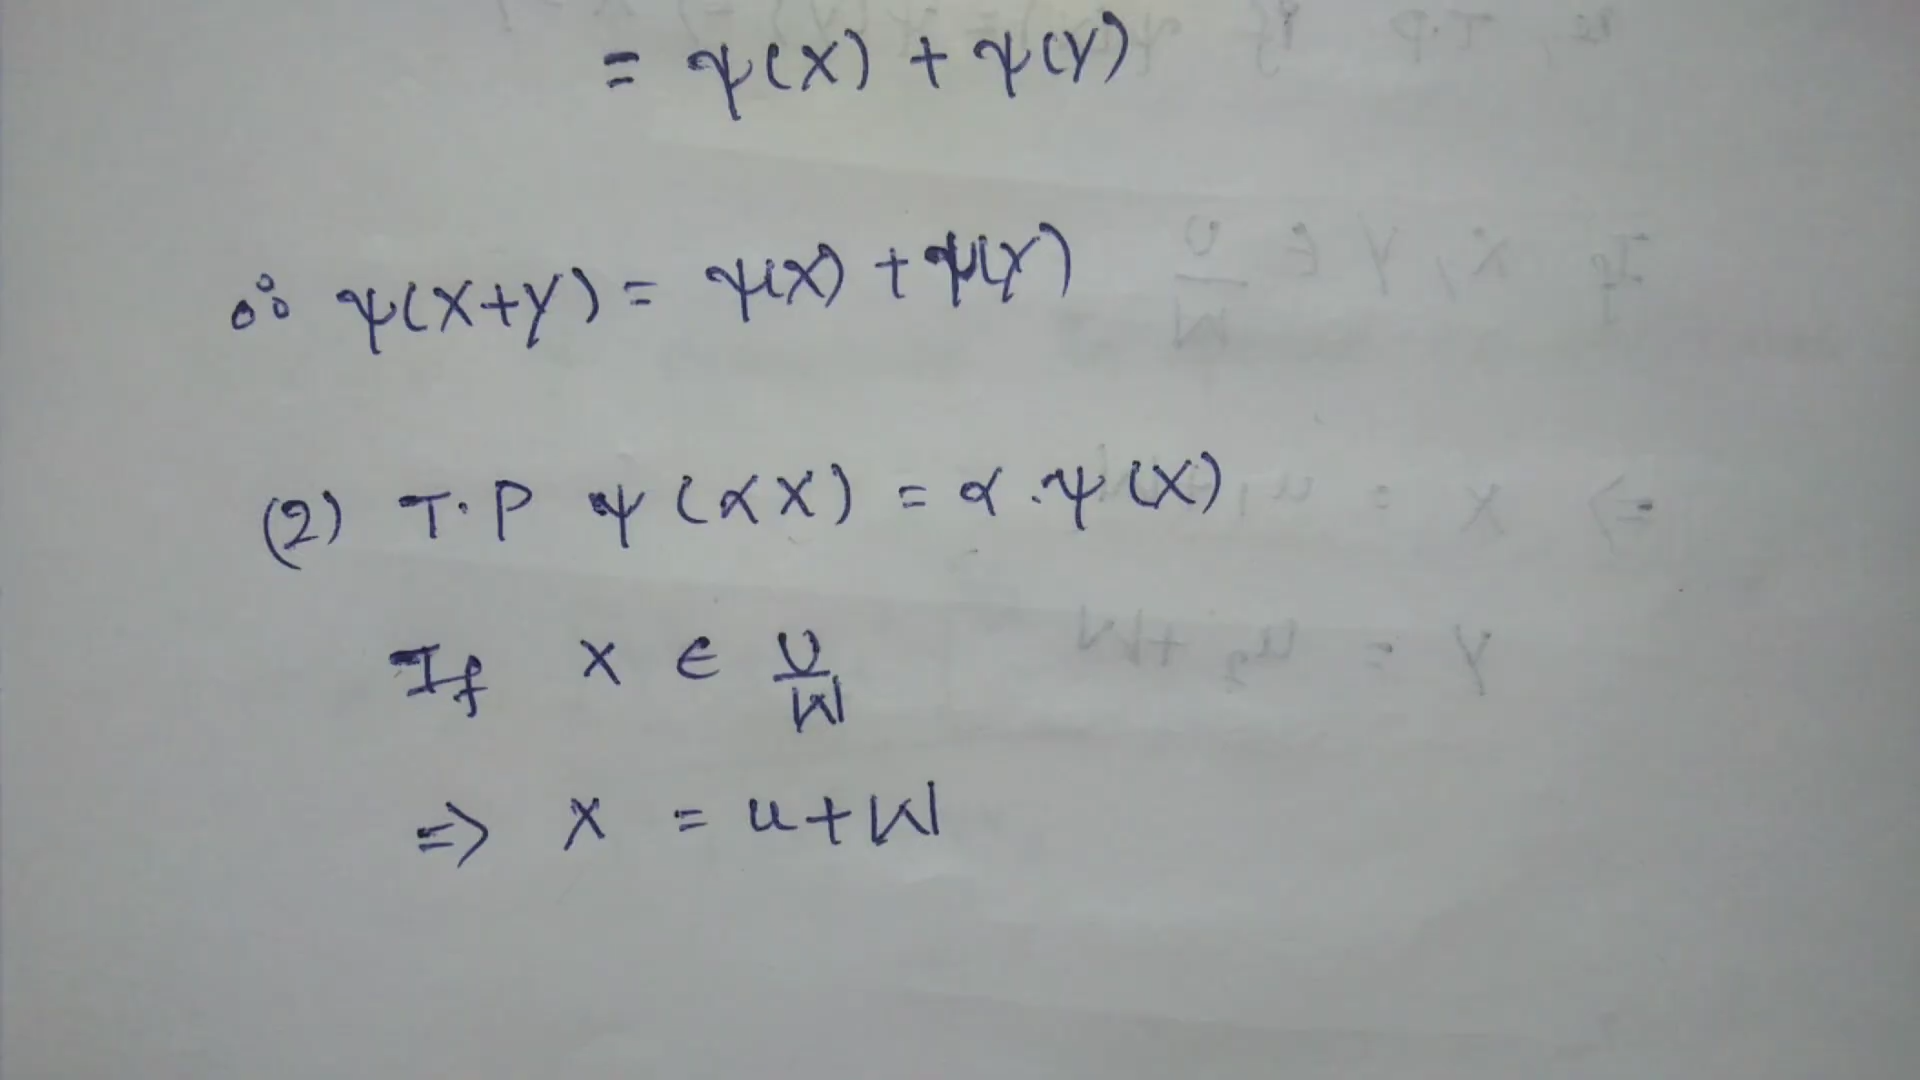 = ψ(X) + ψ(Y)
∴ ψ(X+Y) = ψ(X) + ψ(Y)
(2) T.P ψ(αX) = α.ψ(X)
If X ∈ U/W
⇒ X = u+W